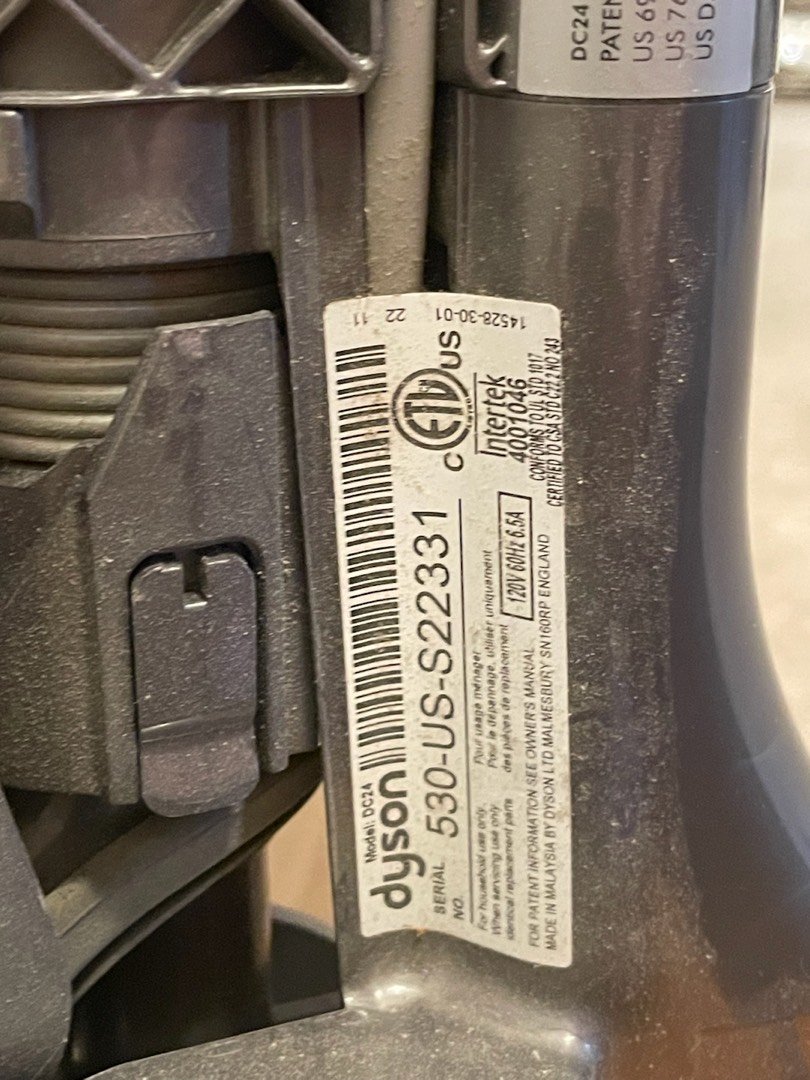 DC24
PATEN
US 69
US 76
US D
14528-30-01
22
11
Model: DC24
dyson
SERIAL NO. 530-US-S22331
c ETL US
Intertek
4001046
CONFORMS TO UL STD 1017
CERTIFIED TO CSA STD C22.2 NO 243
For household use only.
When servicing use only
identical replacement parts
Pour usage ménager
Pour le dépannage, utiliser uniquement
des pièces de replacement
120V 60Hz 6.5A
FOR PATENT INFORMATION SEE OWNER'S MANUAL
MADE IN MALAYSIA BY DYSON LTD MALMESBURY SN160RP ENGLAND